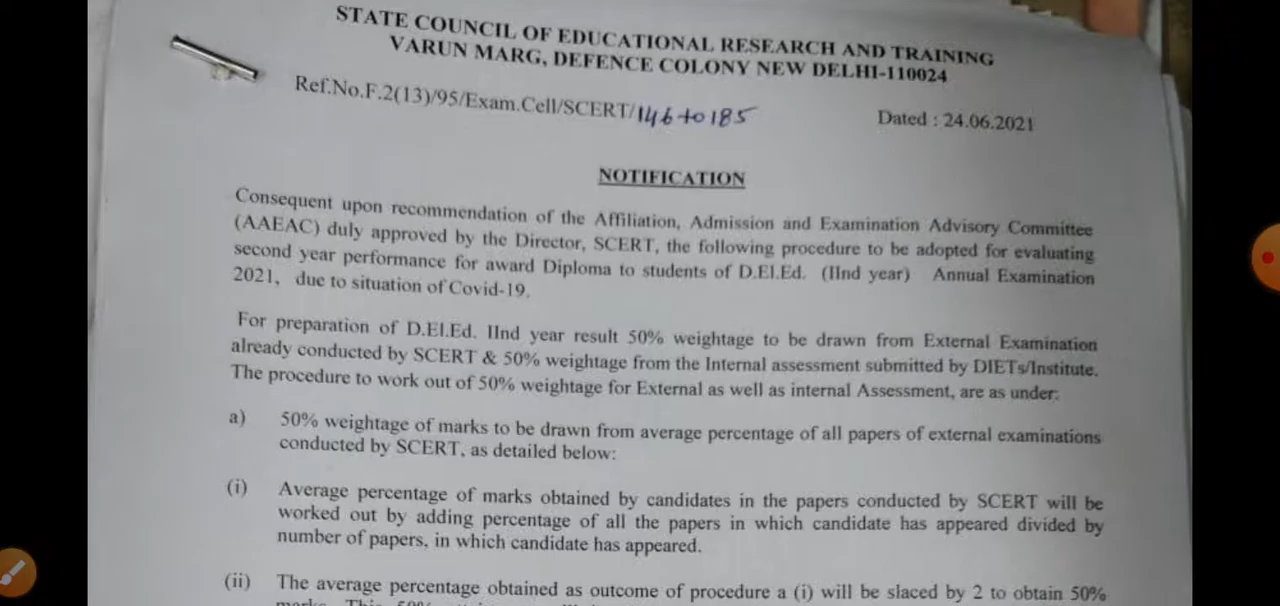 STATE COUNCIL OF EDUCATIONAL RESEARCH AND TRAINING
VARUN MARG, DEFENCE COLONY NEW DELHI-110024
Ref.No.F.2(13)/95/Exam.Cell/SCERT/146 to 185
Dated : 24.06.2021
NOTIFICATION
Consequent upon recommendation of the Affiliation, Admission and Examination Advisory Committee
(AAEAC) duly approved by the Director, SCERT, the following procedure to be adopted for evaluating
second year performance for award Diploma to students of D.El.Ed. (IInd year) Annual Examination
2021, due to situation of Covid-19.
For preparation of D.El.Ed. IInd year result 50% weightage to be drawn from External Examination
already conducted by SCERT & 50% weightage from the Internal assessment submitted by DIETs/Institute.
The procedure to work out of 50% weightage for External as well as internal Assessment, are as under:
a) 50% weightage of marks to be drawn from average percentage of all papers of external examinations
conducted by SCERT, as detailed below:
(i) Average percentage of marks obtained by candidates in the papers conducted by SCERT will be
worked out by adding percentage of all the papers in which candidate has appeared divided by
number of papers, in which candidate has appeared.
(ii) The average percentage obtained as outcome of procedure a (i) will be slaced by 2 to obtain 50%
marks. This 50%